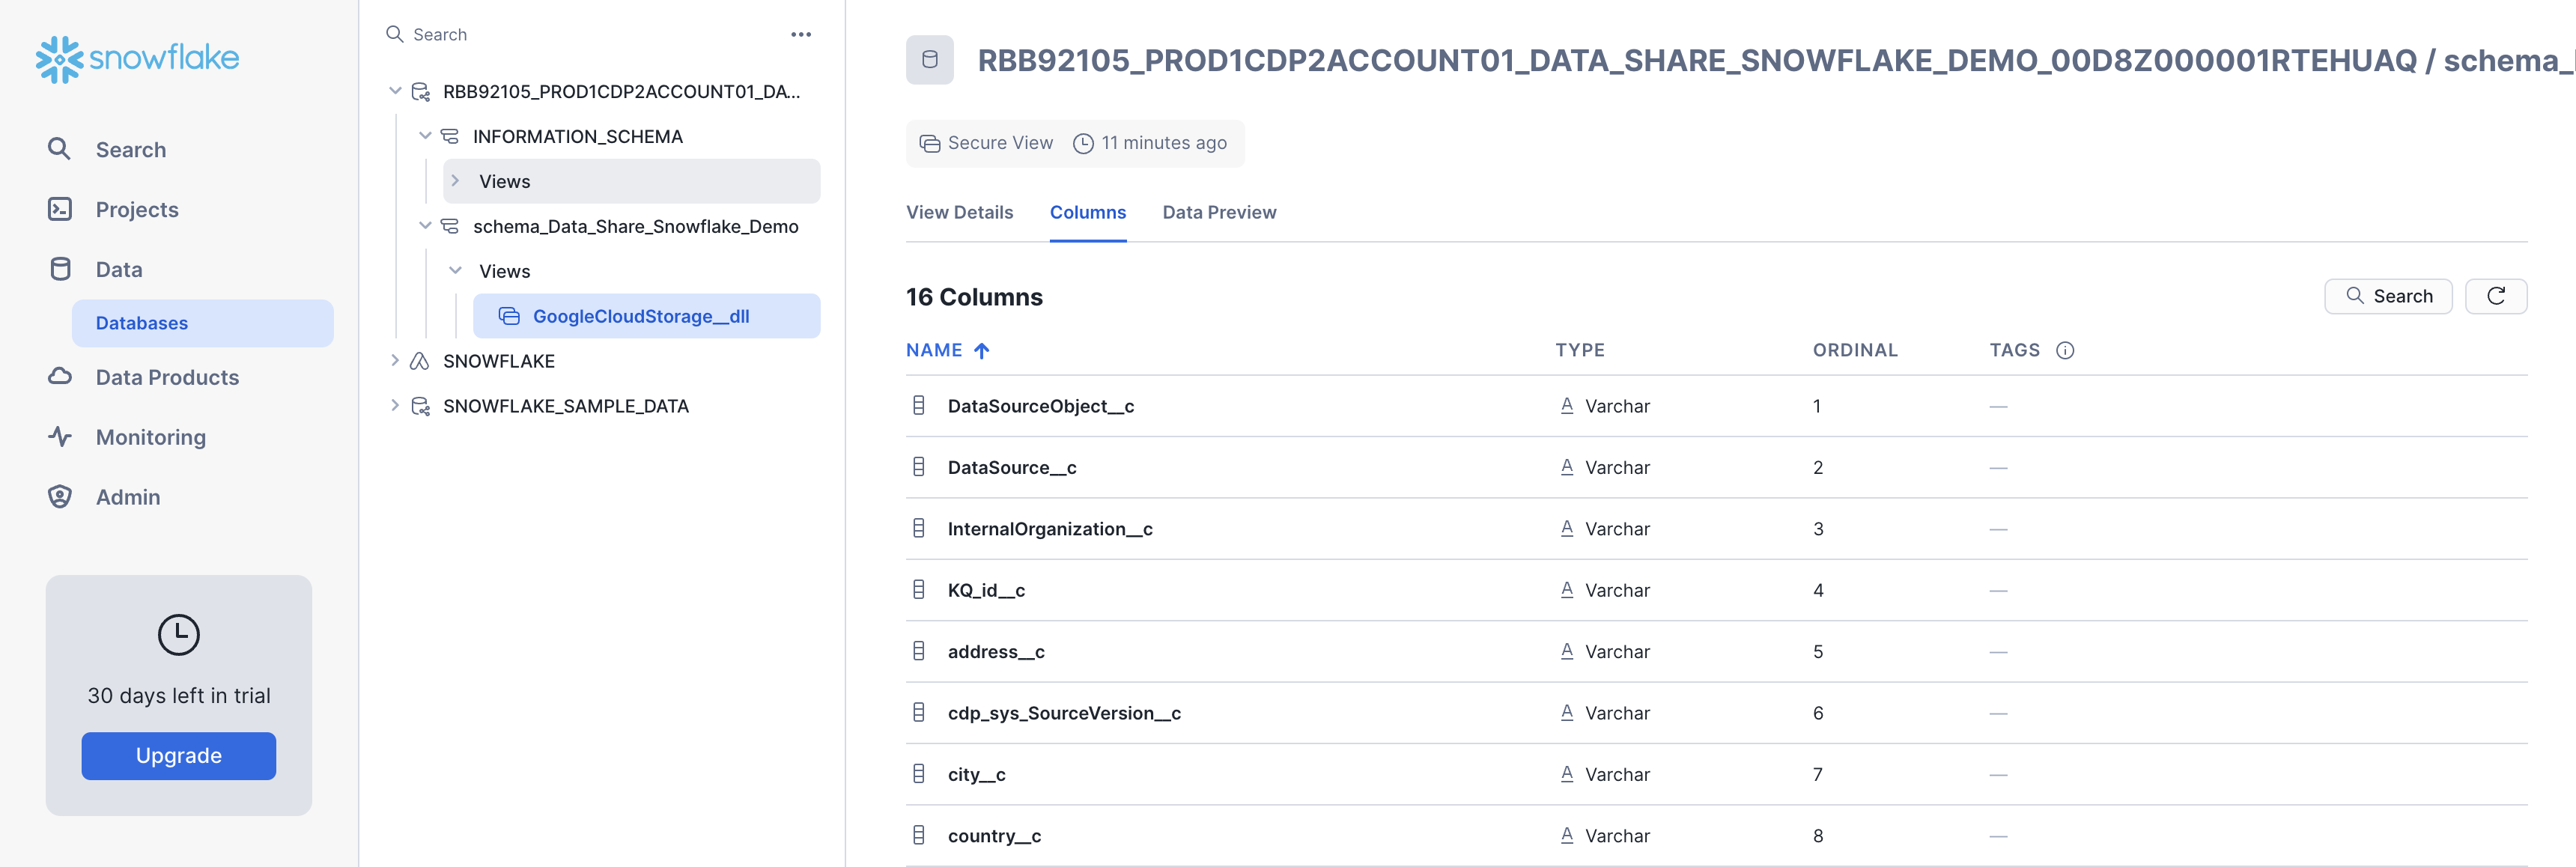 snowflake
Search
Projects
Data
Databases
Data Products
Monitoring
Admin
30 days left in trial
Upgrade
Search
RBB92105_PROD1CDP2ACCOUNT01_DA...
INFORMATION_SCHEMA
Views
schema_Data_Share_Snowflake_Demo
Views
GoogleCloudStorage__dll
SNOWFLAKE
SNOWFLAKE_SAMPLE_DATA
RBB92105_PROD1CDP2ACCOUNT01_DATA_SHARE_SNOWFLAKE_DEMO_00D8Z000001RTEHUAQ / schema_
Secure View 11 minutes ago
View Details Columns Data Preview
16 Columns
Search
NAME TYPE ORDINAL TAGS
DataSourceObject__c Varchar 1 —
DataSource__c Varchar 2 —
InternalOrganization__c Varchar 3 —
KQ_id__c Varchar 4 —
address__c Varchar 5 —
cdp_sys_SourceVersion__c Varchar 6 —
city__c Varchar 7 —
country__c Varchar 8 —